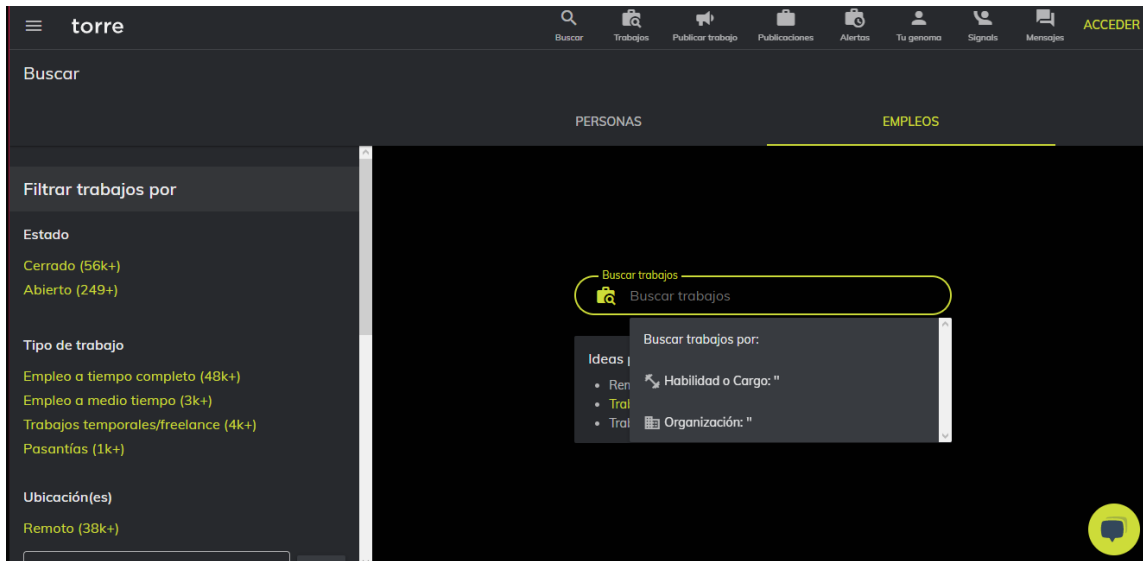 torre
Buscar
Trabajos
Publicar trabajo
Publicaciones
Alertas
Tu genoma
Signals
Mensajes
ACCEDER
Buscar
PERSONAS
EMPLEOS
Filtrar trabajos por
Estado
Cerrado (56k+)
Abierto (249+)
Tipo de trabajo
Empleo a tiempo completo (48k+)
Empleo a medio tiempo (3k+)
Trabajos temporales/freelance (4k+)
Pasantías (1k+)
Ubicación(es)
Remoto (38k+)
Buscar trabajos
Buscar trabajos
Buscar trabajos por:
Habilidad o Cargo: "
Organización: "
Ideas